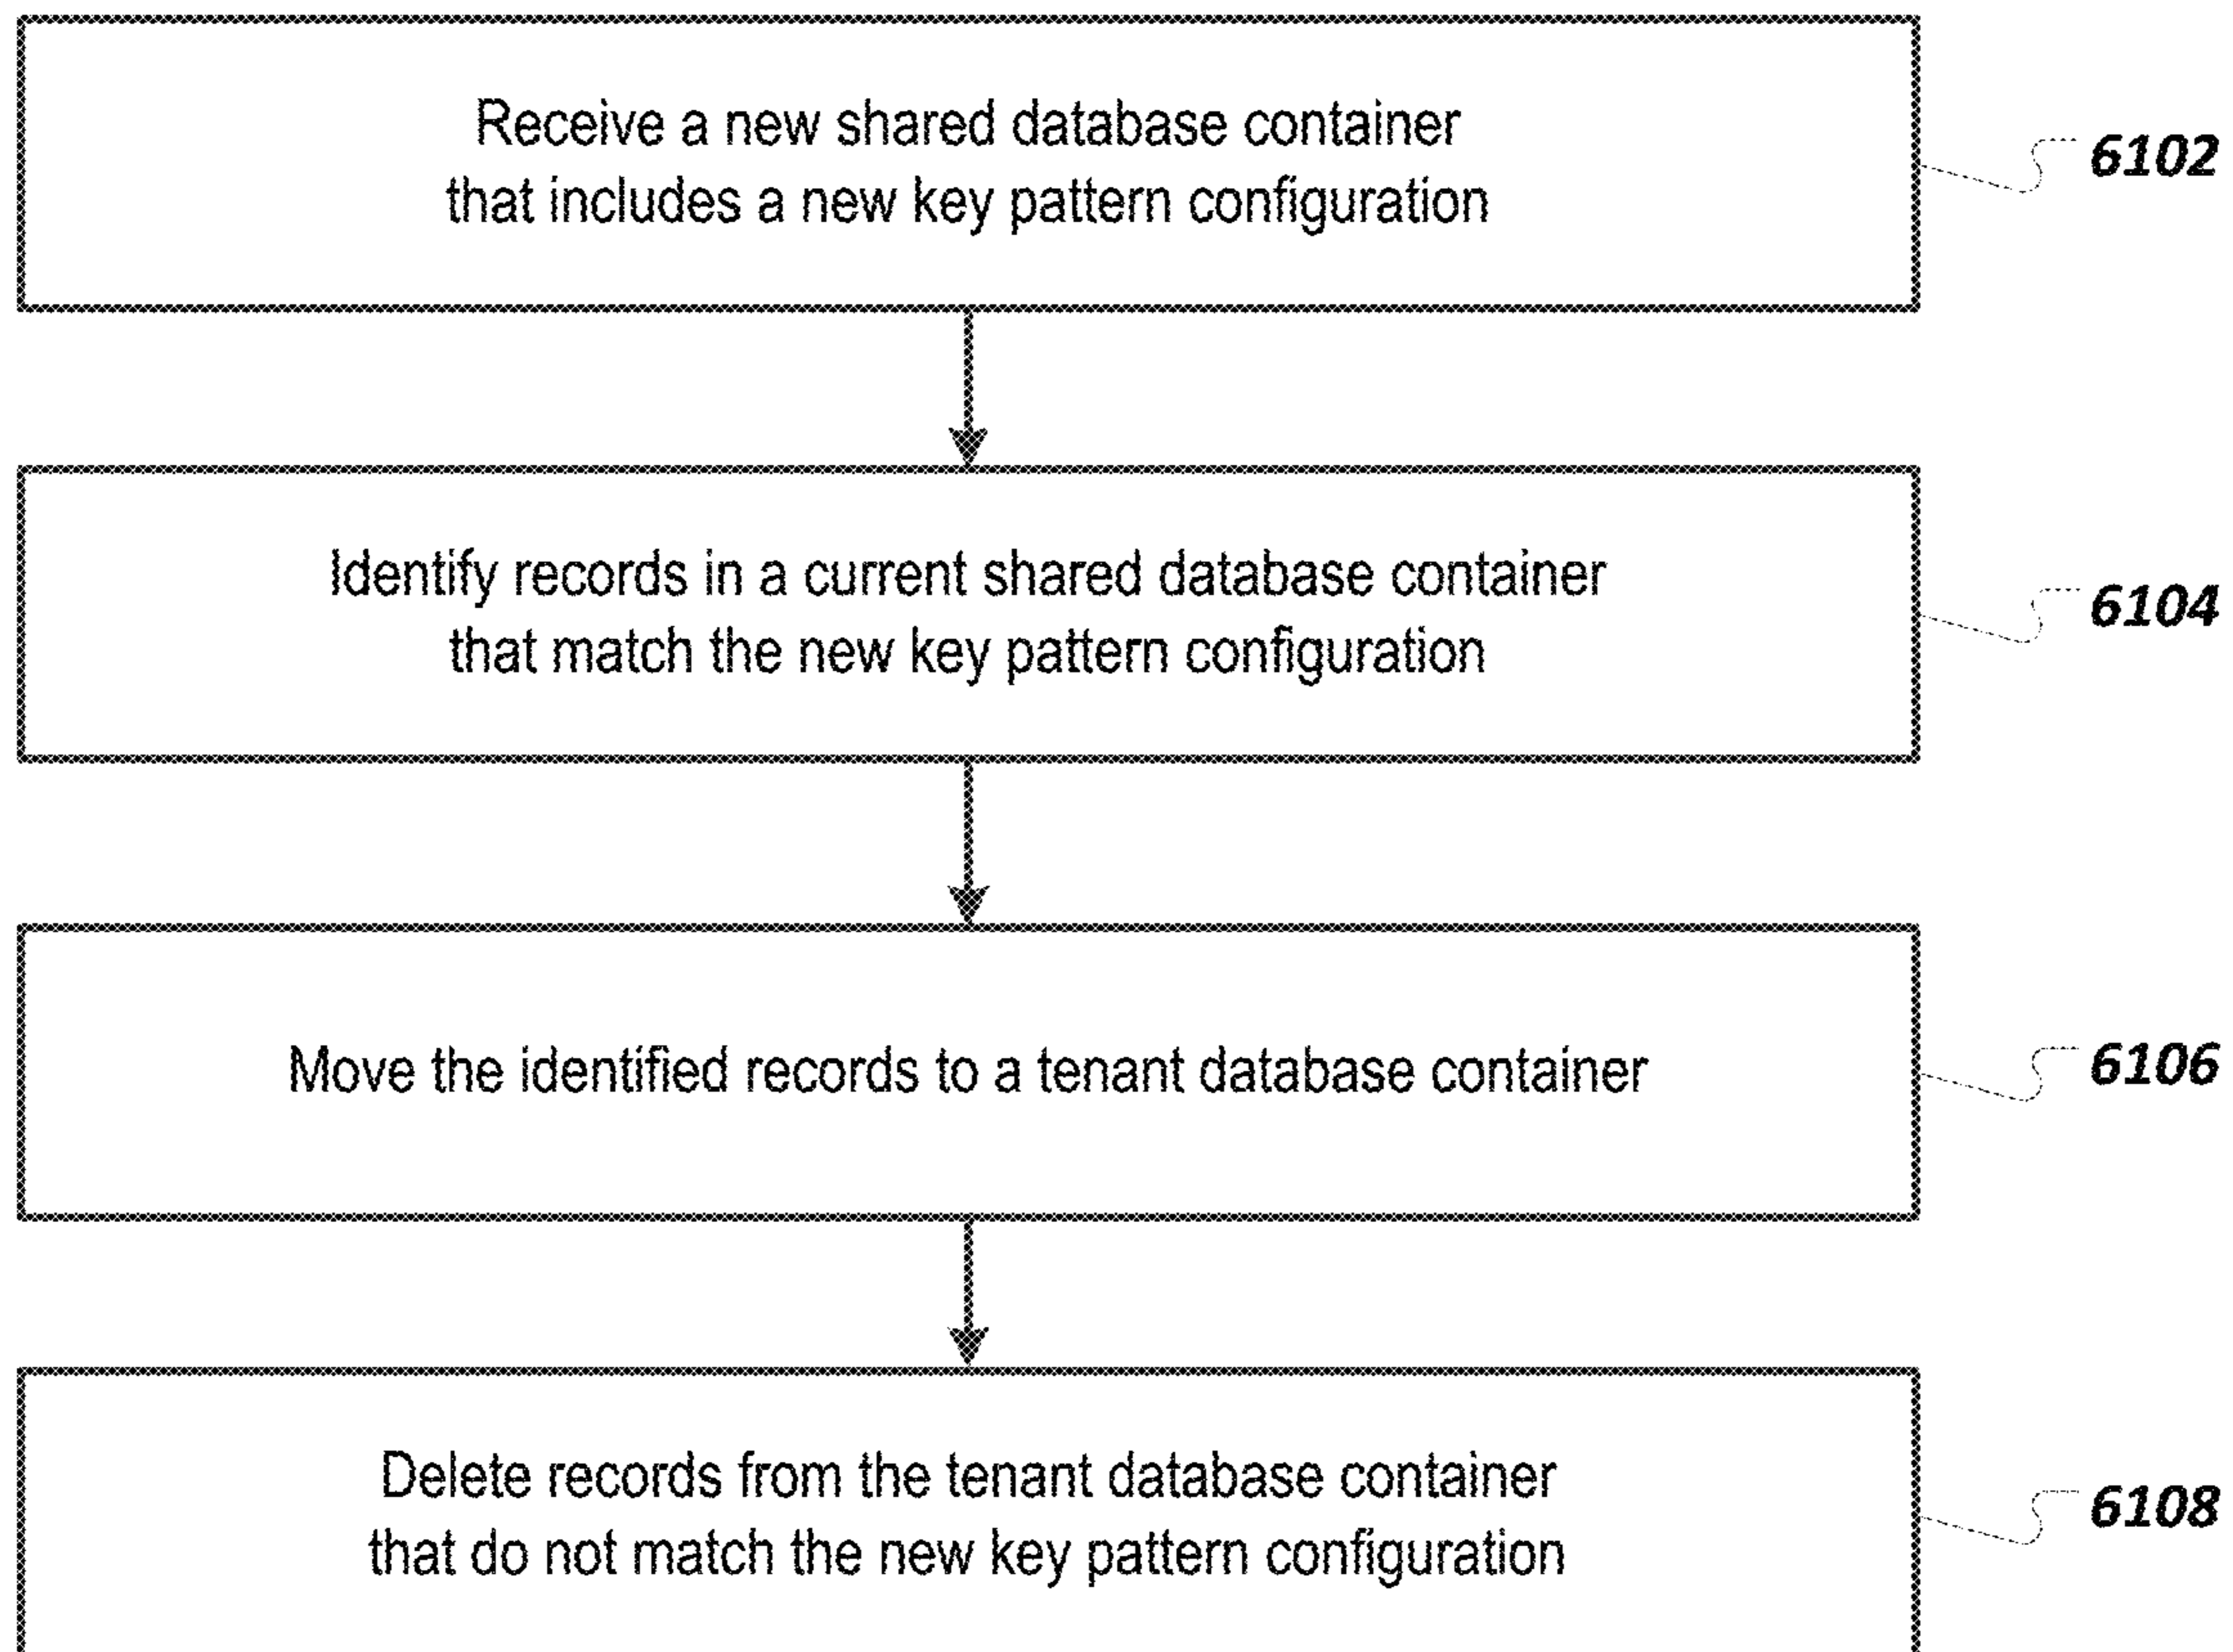 Receive a new shared database container
that includes a new key pattern configuration
6102
Identify records in a current shared database container
that match the new key pattern configuration
6104
Move the identified records to a tenant database container
6106
Delete records from the tenant database container
that do not match the new key pattern configuration
6108